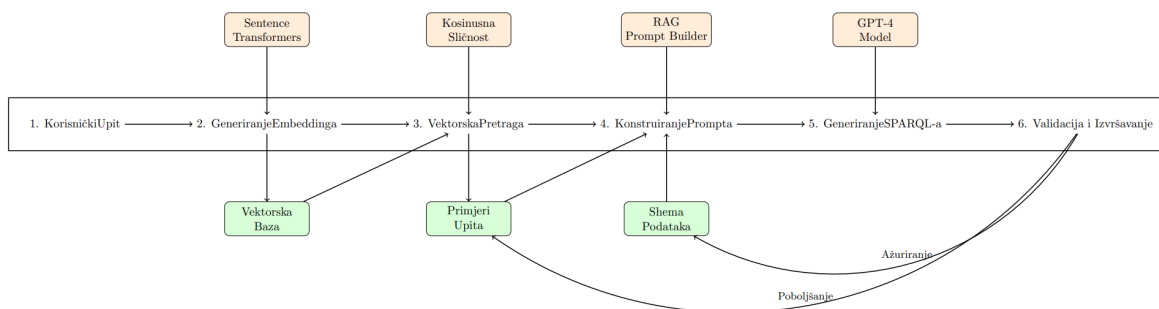 Sentence
Transformers
Kosinusna
Sličnost
RAG
Prompt Builder
GPT-4
Model
1. KorisničkiUpit
2. GeneriranjeEmbeddinga
3. VektorskaPretraga
4. KonstruiranjePrompta
5. GeneriranjeSPARQL-a
6. Validacija i Izvršavanje
Vektorska
Baza
Primjeri
Upita
Shema
Podataka
Ažuriranje
Poboljšanje